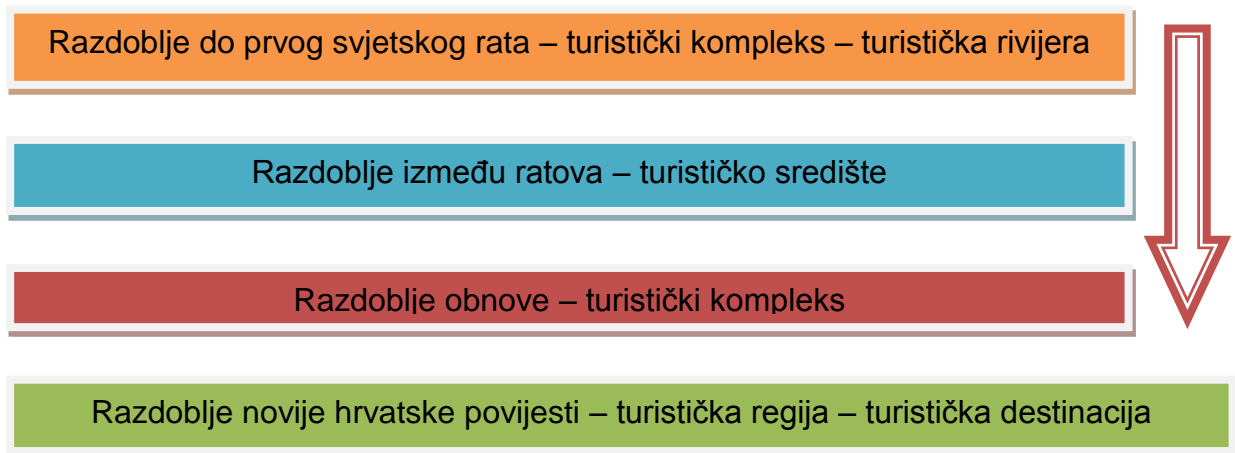 Razdoblje do prvog svjetskog rata – turistički kompleks – turistička rivijera
Razdoblje između ratova – turističko središte
Razdoblje obnove – turistički kompleks
Razdoblje novije hrvatske povijesti – turistička regija – turistička destinacija